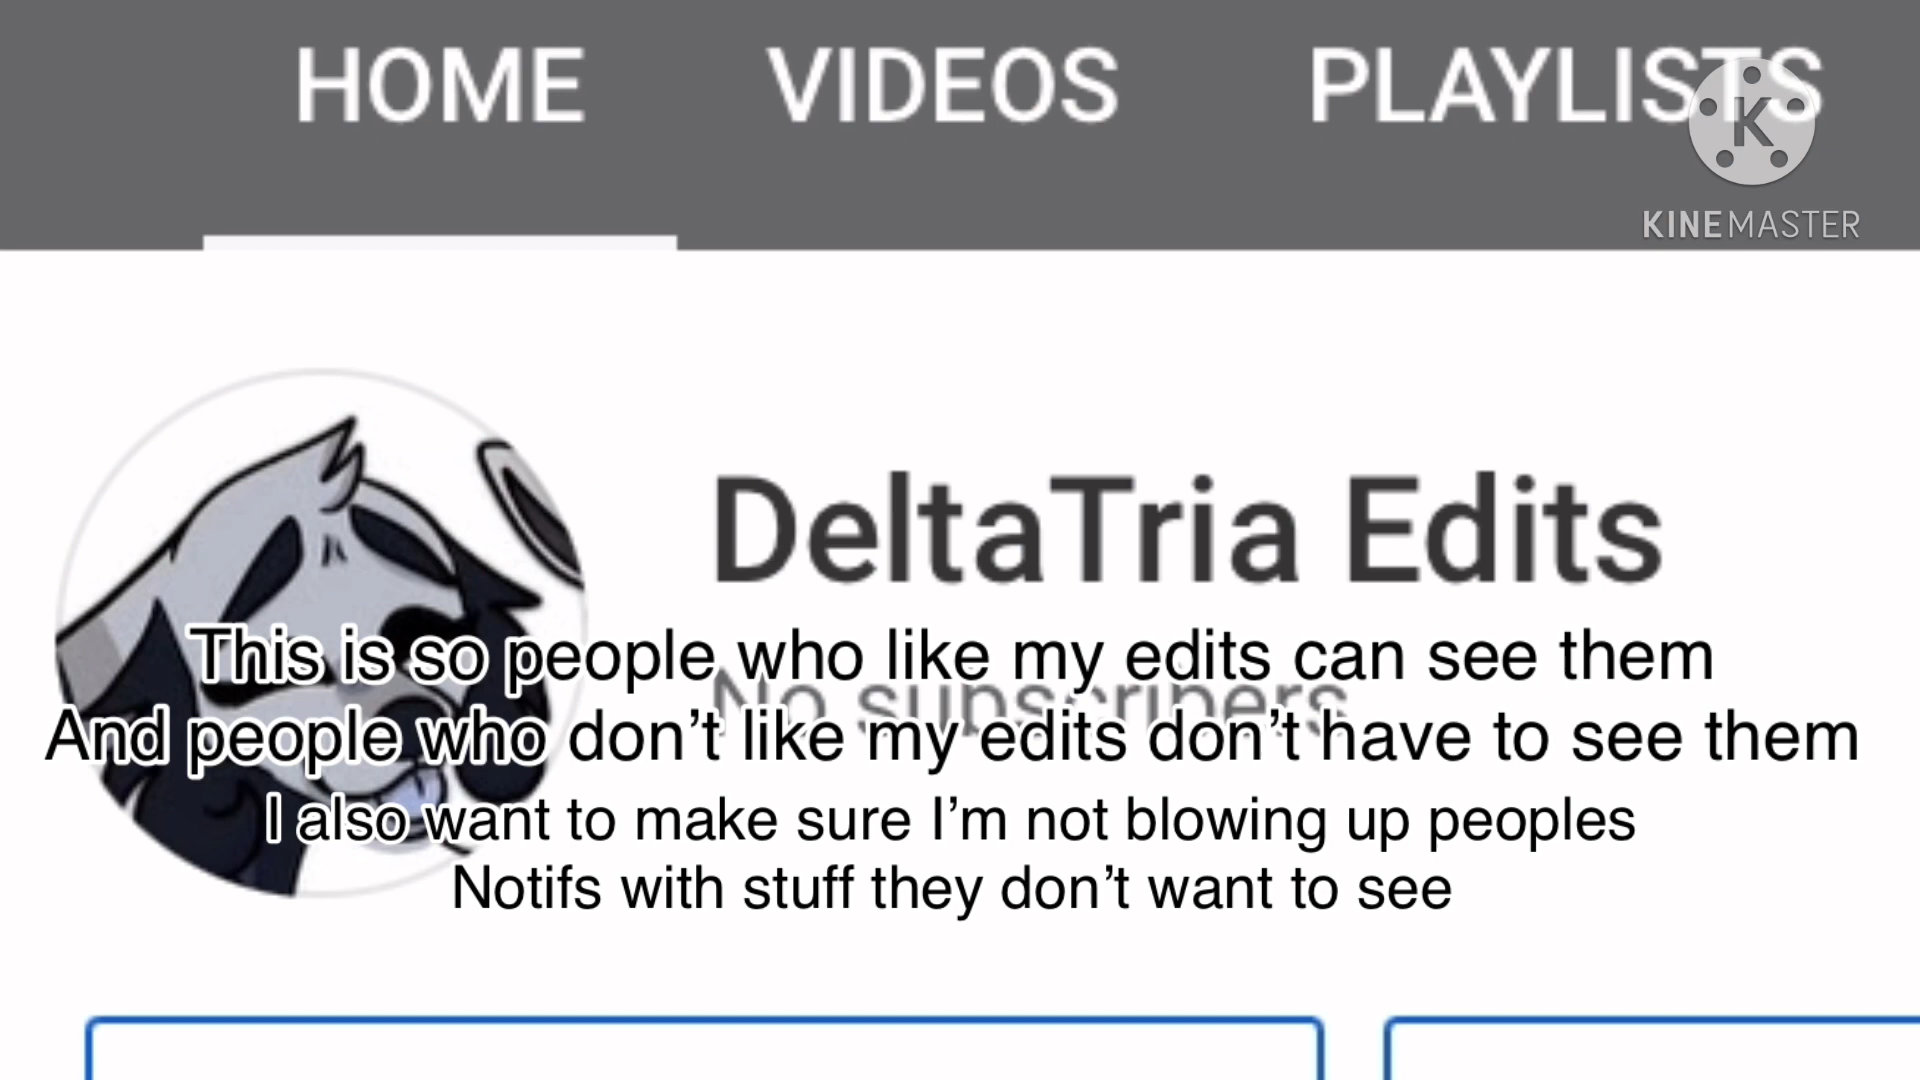 HOME VIDEOS PLAYLISTS
K
KINEMASTER
DeltaTria Edits
No subscribers
This is so people who like my edits can see them
And people who don’t like my edits don’t have to see them
I also want to make sure I’m not blowing up peoples
Notifs with stuff they don’t want to see